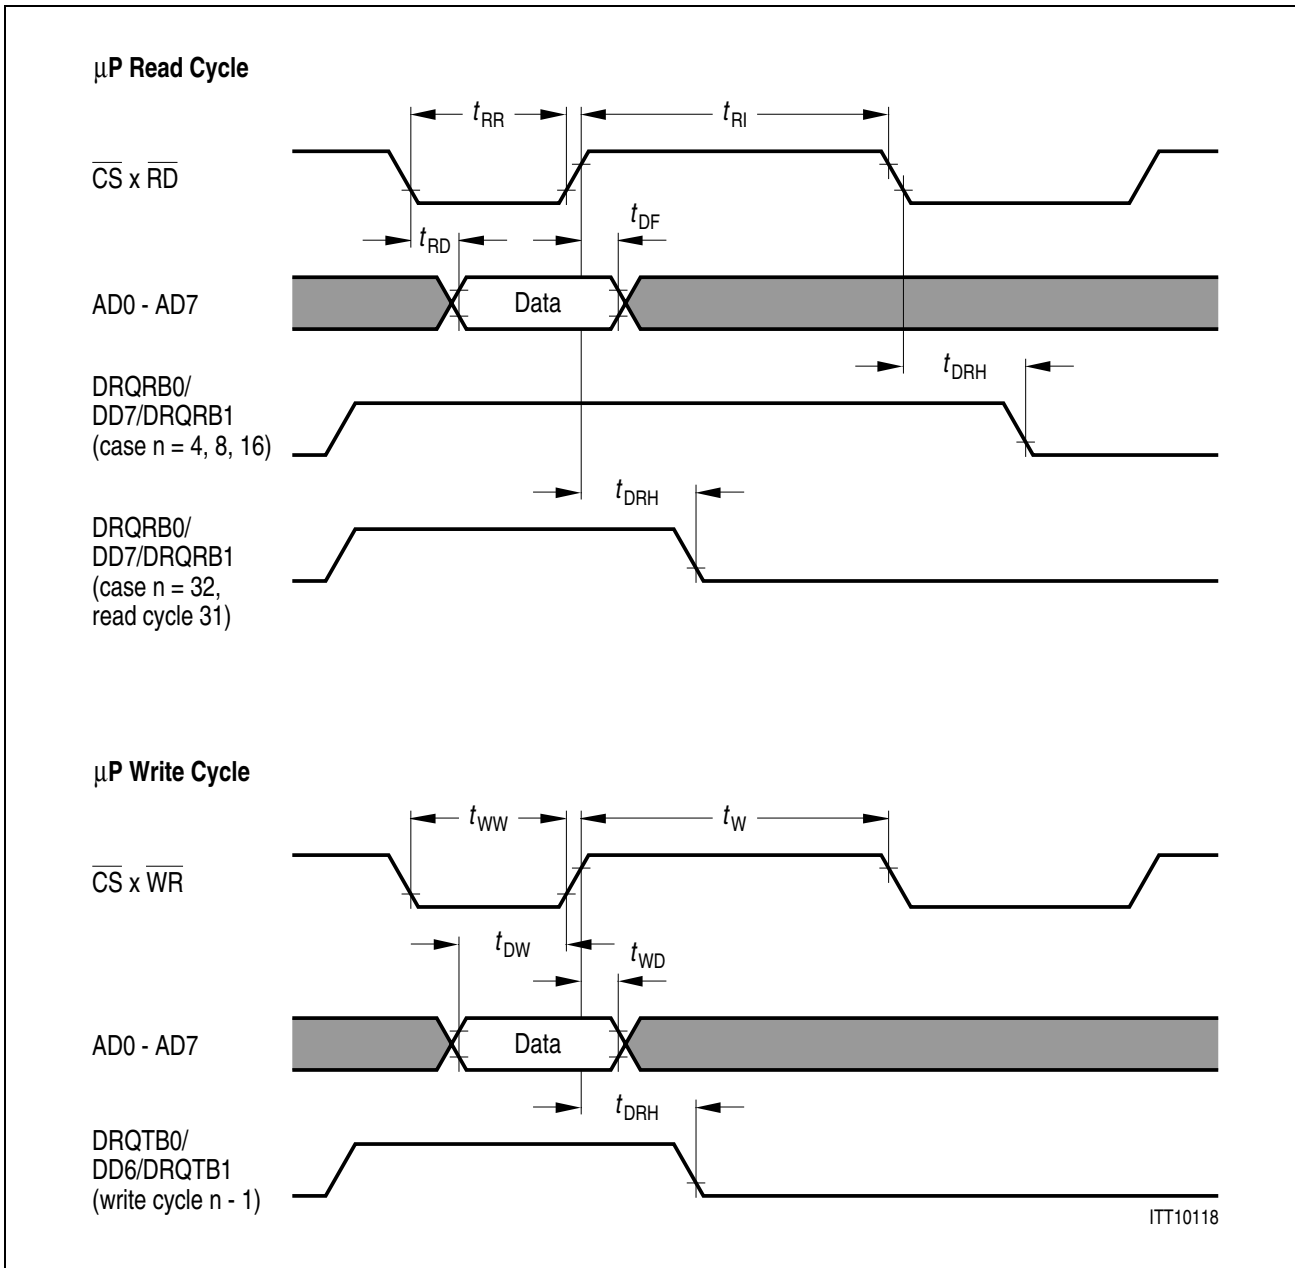 μP Read Cycle
tRR
tRI
CS x RD
tDF
tRD
AD0 - AD7
Data
tDRH
DRQRB0/
DD7/DRQRB1
(case n = 4, 8, 16)
tDRH
DRQRB0/
DD7/DRQRB1
(case n = 32,
read cycle 31)
μP Write Cycle
tWW
tW
CS x WR
tDW
tWD
AD0 - AD7
Data
tDRH
DRQTB0/
DD6/DRQTB1
(write cycle n - 1)
ITT10118